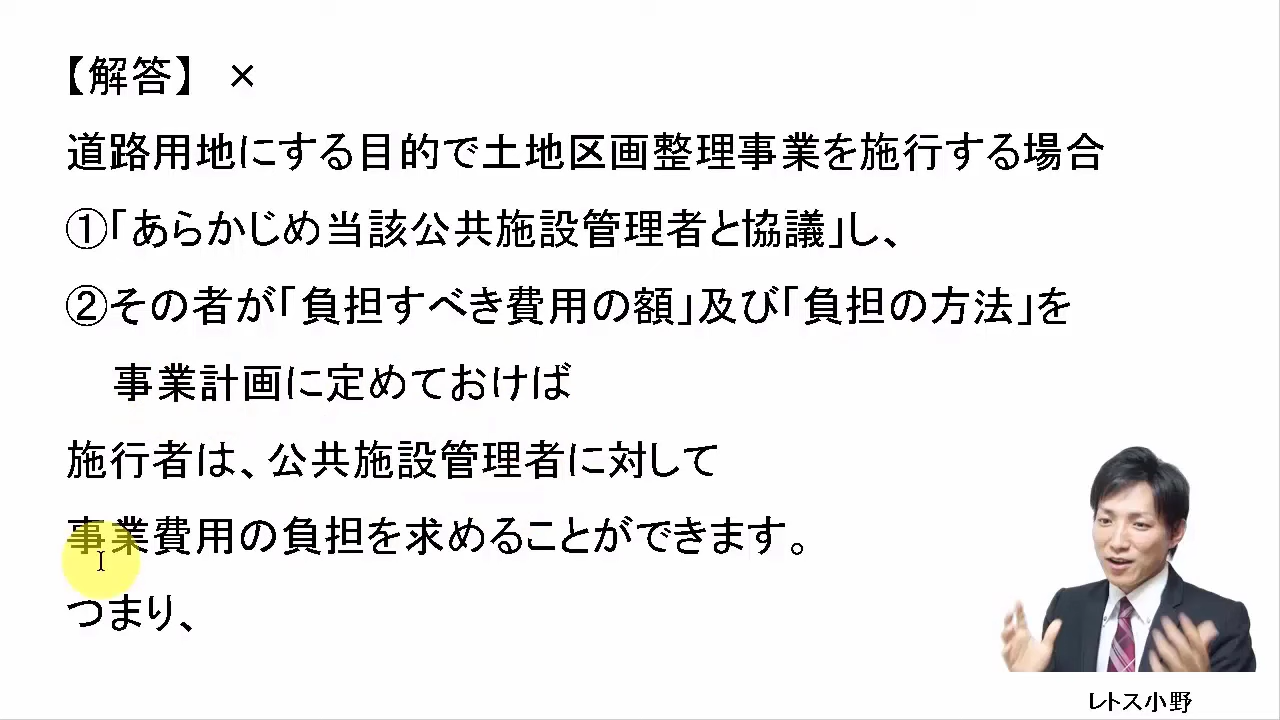 【解答】 ×
道路用地にする目的で土地区画整理事業を施行する場合
①「あらかじめ当該公共施設管理者と協議」し、
②その者が「負担すべき費用の額」及び「負担の方法」を
事業計画に定めておけば
施行者は、公共施設管理者に対して
事業費用の負担を求めることができます。
つまり、
レトス小野